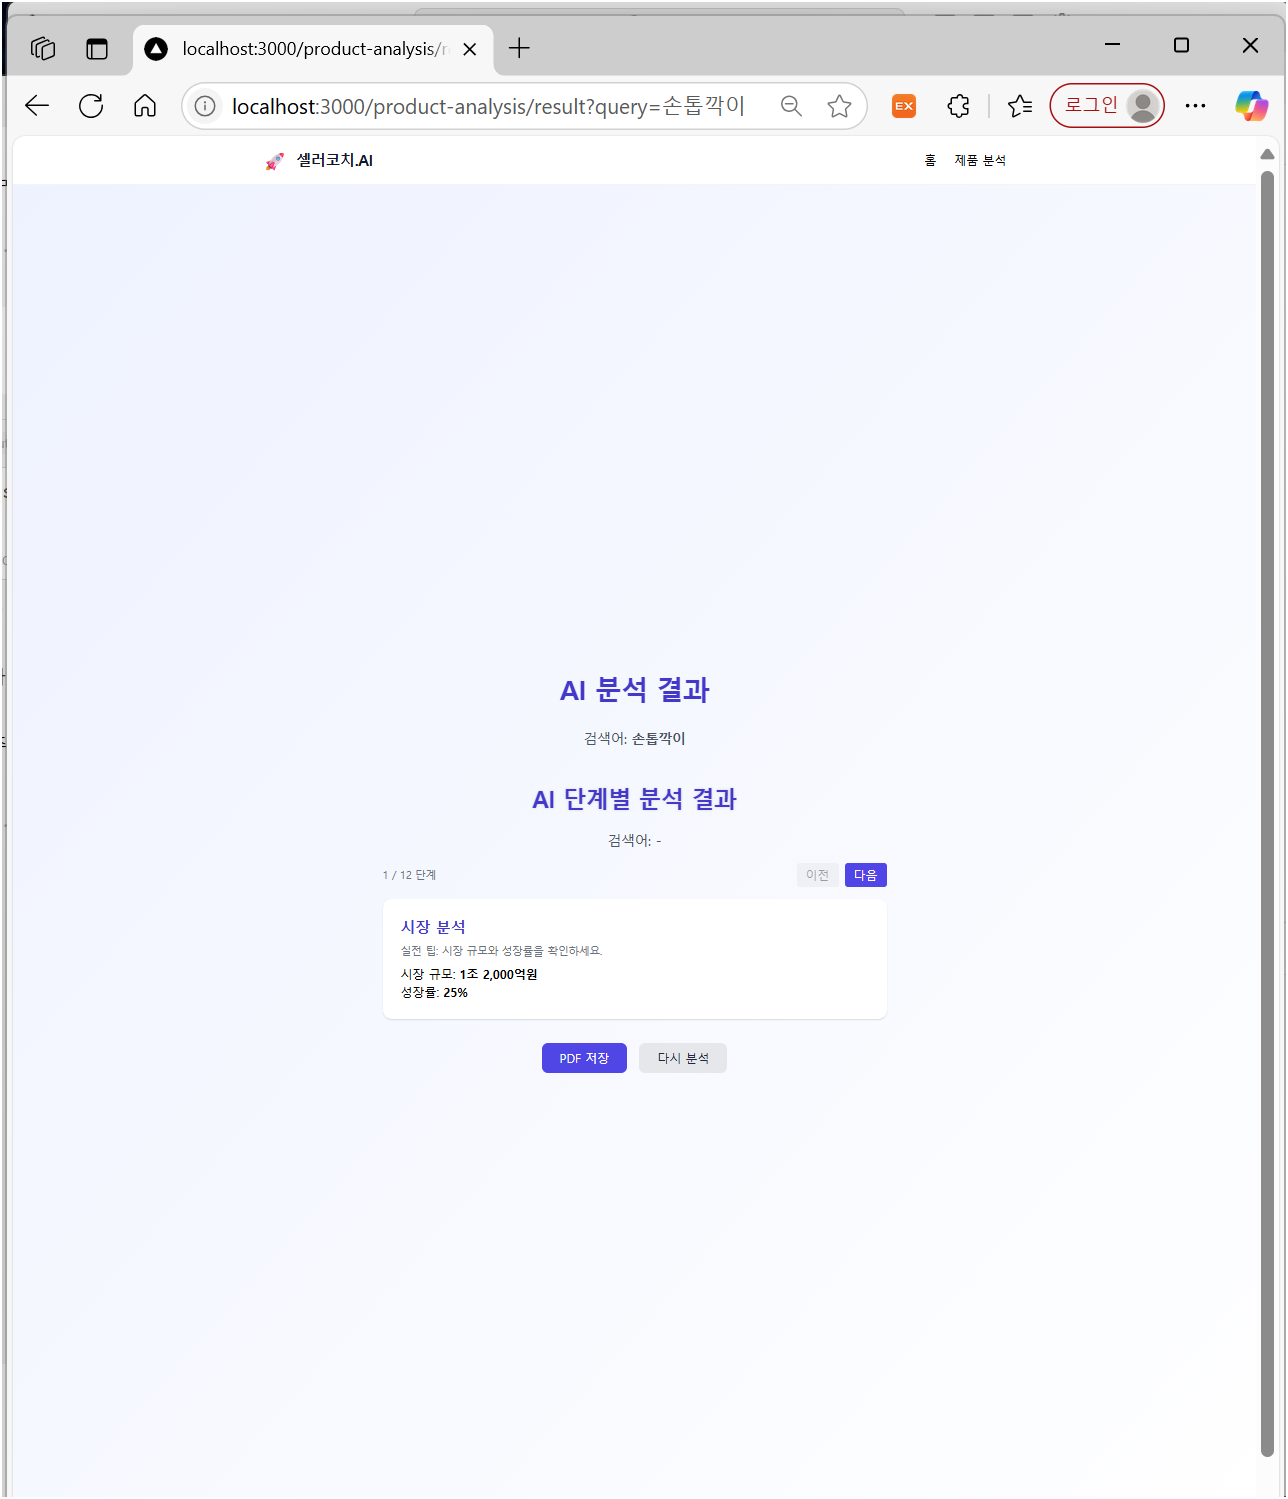 localhost:3000/product-analysis/r
localhost:3000/product-analysis/result?query=손톱깍이
EX
로그인
🚀 셀러코치.AI
홈 제품 분석
AI 분석 결과
검색어: 손톱깍이
AI 단계별 분석 결과
검색어: -
1 / 12 단계
이전 다음
시장 분석
실전 팁: 시장 규모와 성장률을 확인하세요.
시장 규모: 1조 2,000억원
성장률: 25%
PDF 저장 다시 분석